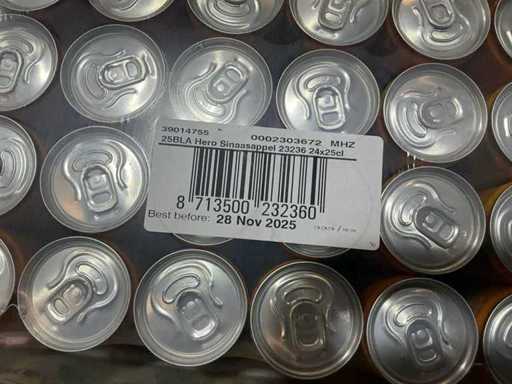 39014755 0002303672 MHZ
25BLA Hero Sinaasappel 23236 24x25cl
8 713500 232360
Best before: 28 Nov 2025